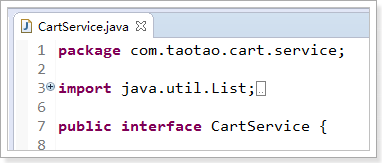 CartService.java
1 package com.taotao.cart.service;
2
3 import java.util.List;
6
7 public interface CartService {
8